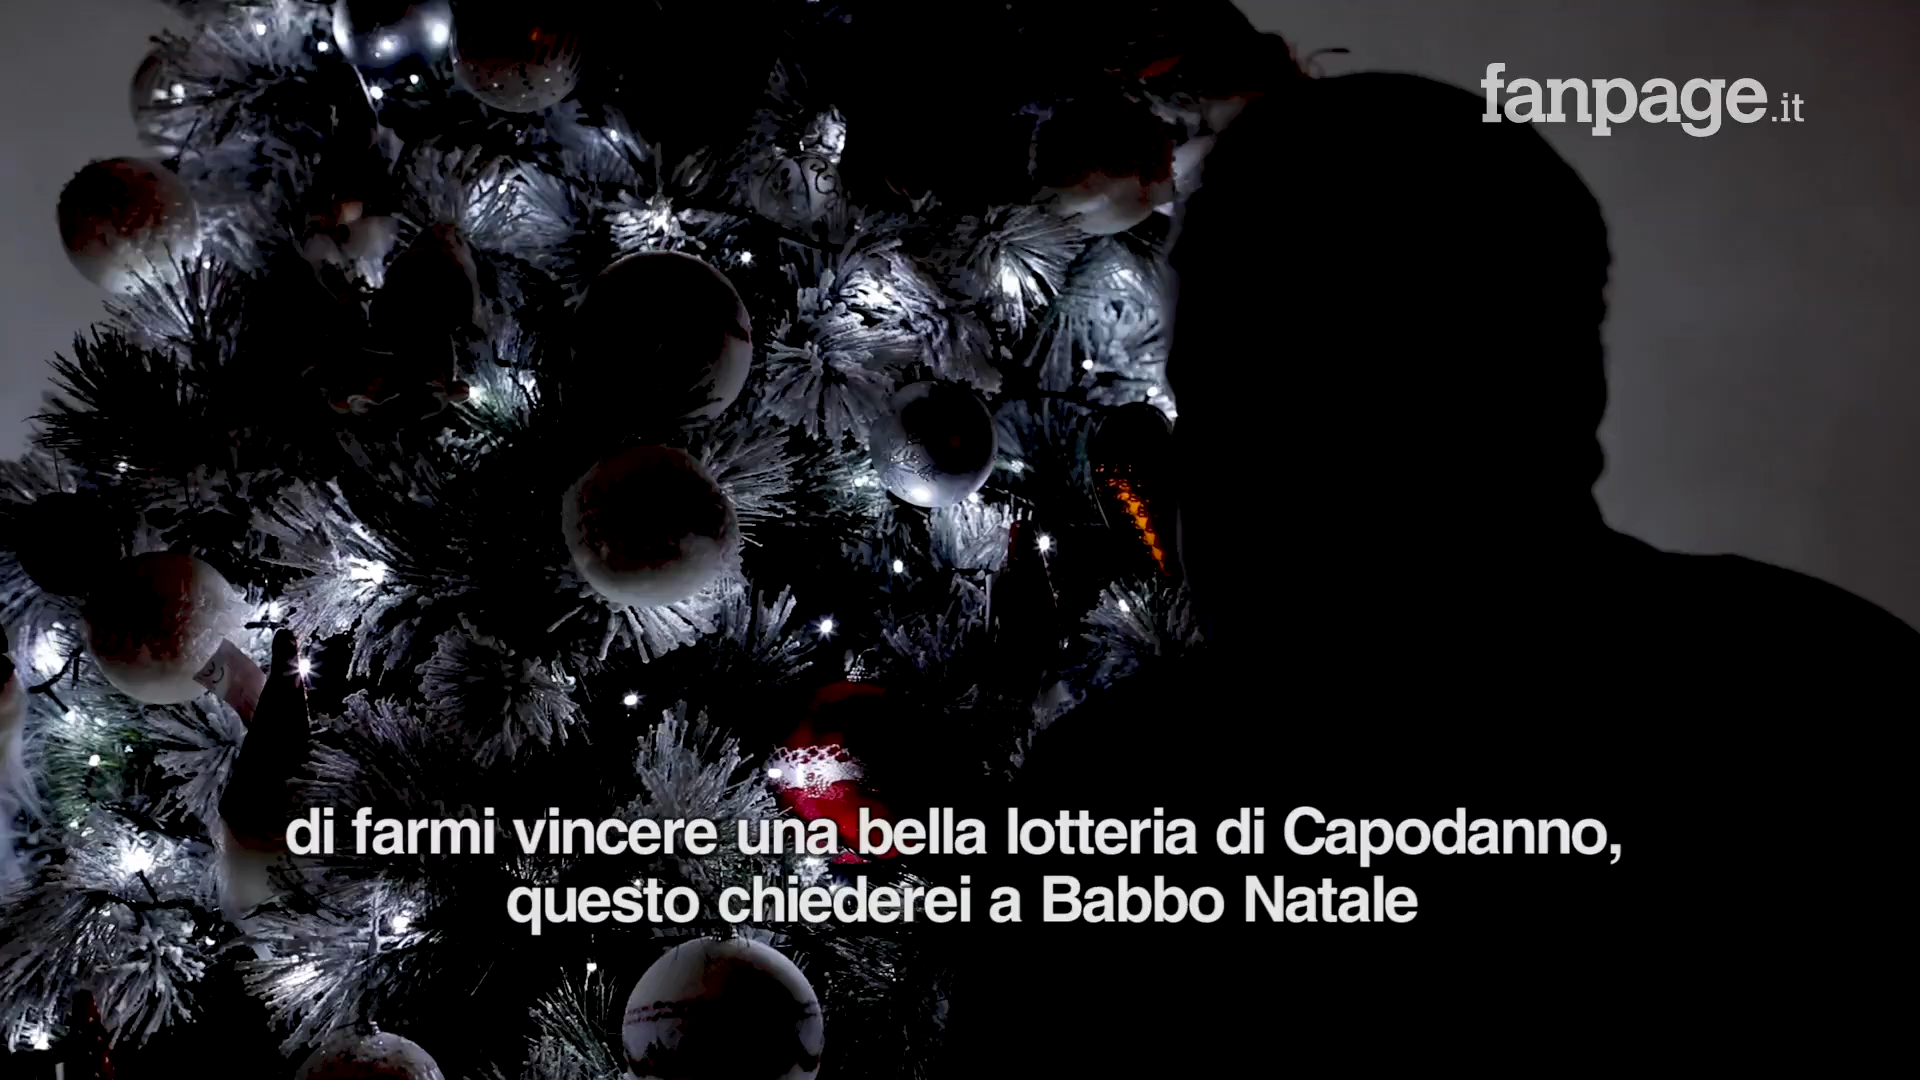 fanpage.it
di farmi vincere una bella lotteria di Capodanno,
questo chiederei a Babbo Natale